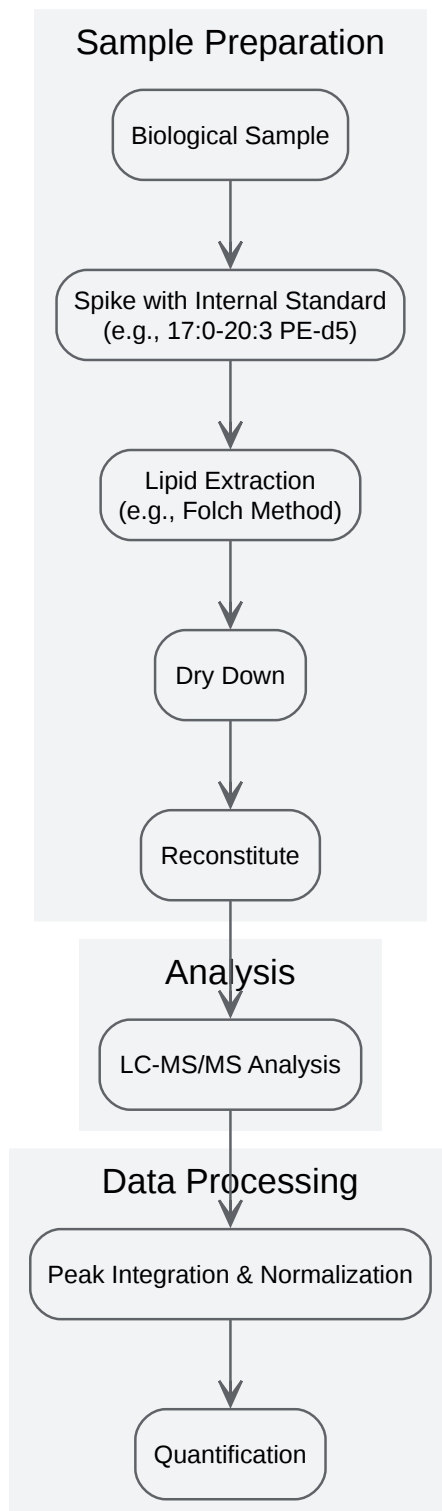 Sample Preparation
Biological Sample
Spike with Internal Standard
(e.g., 17:0-20:3 PE-d5)
Lipid Extraction
(e.g., Folch Method)
Dry Down
Reconstitute
Analysis
LC-MS/MS Analysis
Data Processing
Peak Integration & Normalization
Quantification